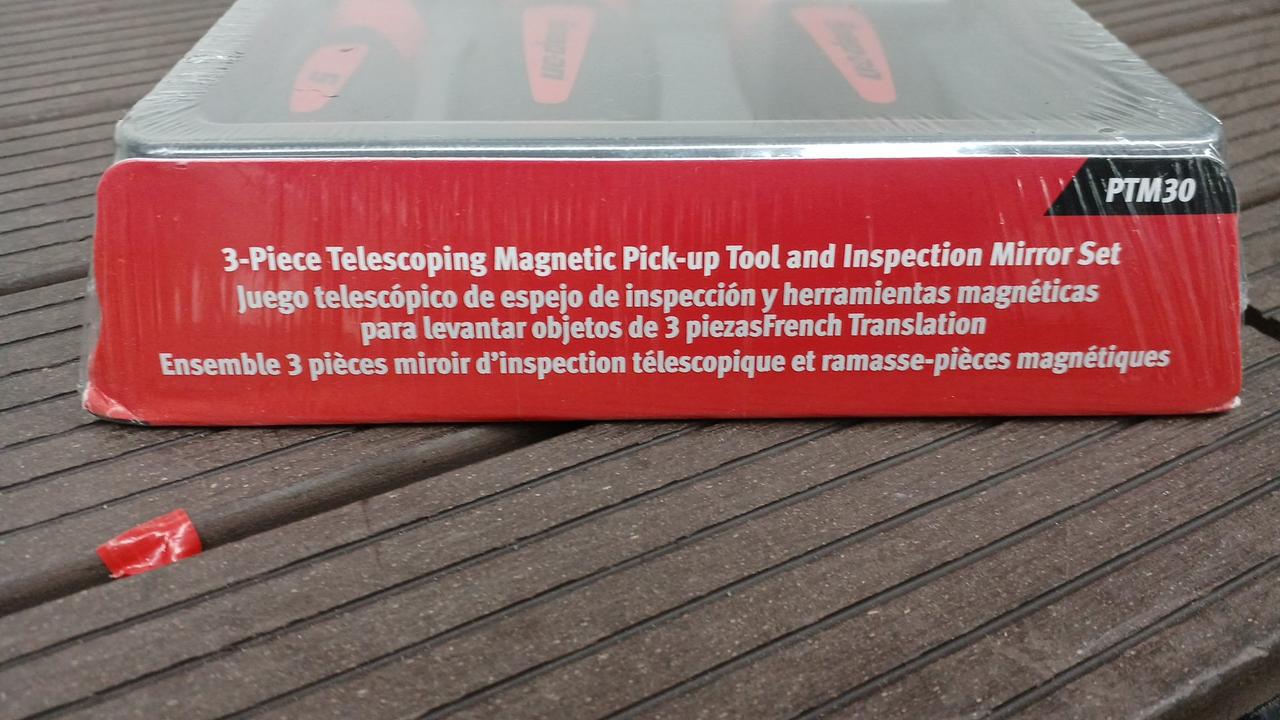 PTM30
3-Piece Telescoping Magnetic Pick-up Tool and Inspection Mirror Set
Juego telescópico de espejo de inspección y herramientas magnéticas
para levantar objetos de 3 piezasFrench Translation
Ensemble 3 pièces miroir d'inspection télescopique et ramasse-pièces magnétiques